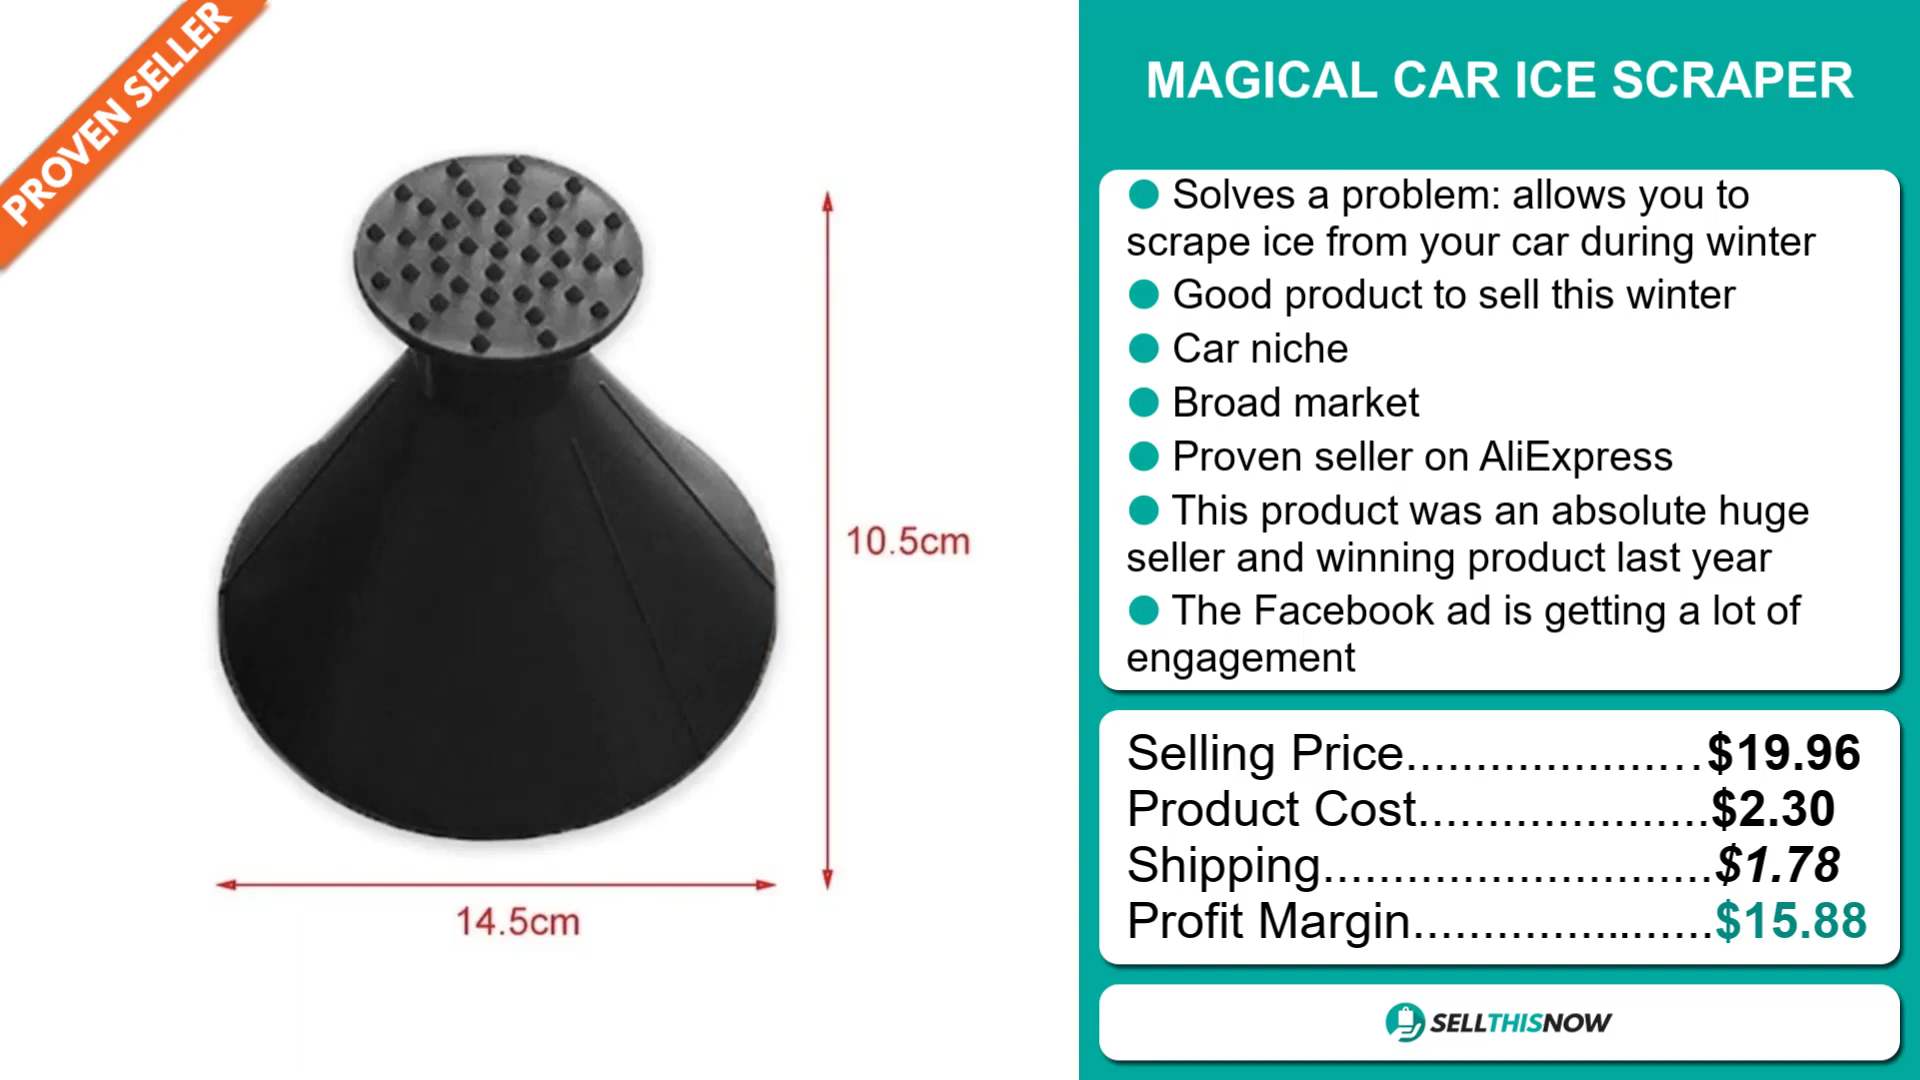 PROVEN SELLER
MAGICAL CAR ICE SCRAPER
● Solves a problem: allows you to
scrape ice from your car during winter
● Good product to sell this winter
● Car niche
● Broad market
● Proven seller on AliExpress
● This product was an absolute huge
seller and winning product last year
● The Facebook ad is getting a lot of
engagement
10.5cm
14.5cm
Selling Price.....................$19.96
Product Cost.....................$2.30
Shipping............................$1.78
Profit Margin......................$15.88
SELLTHISNOW